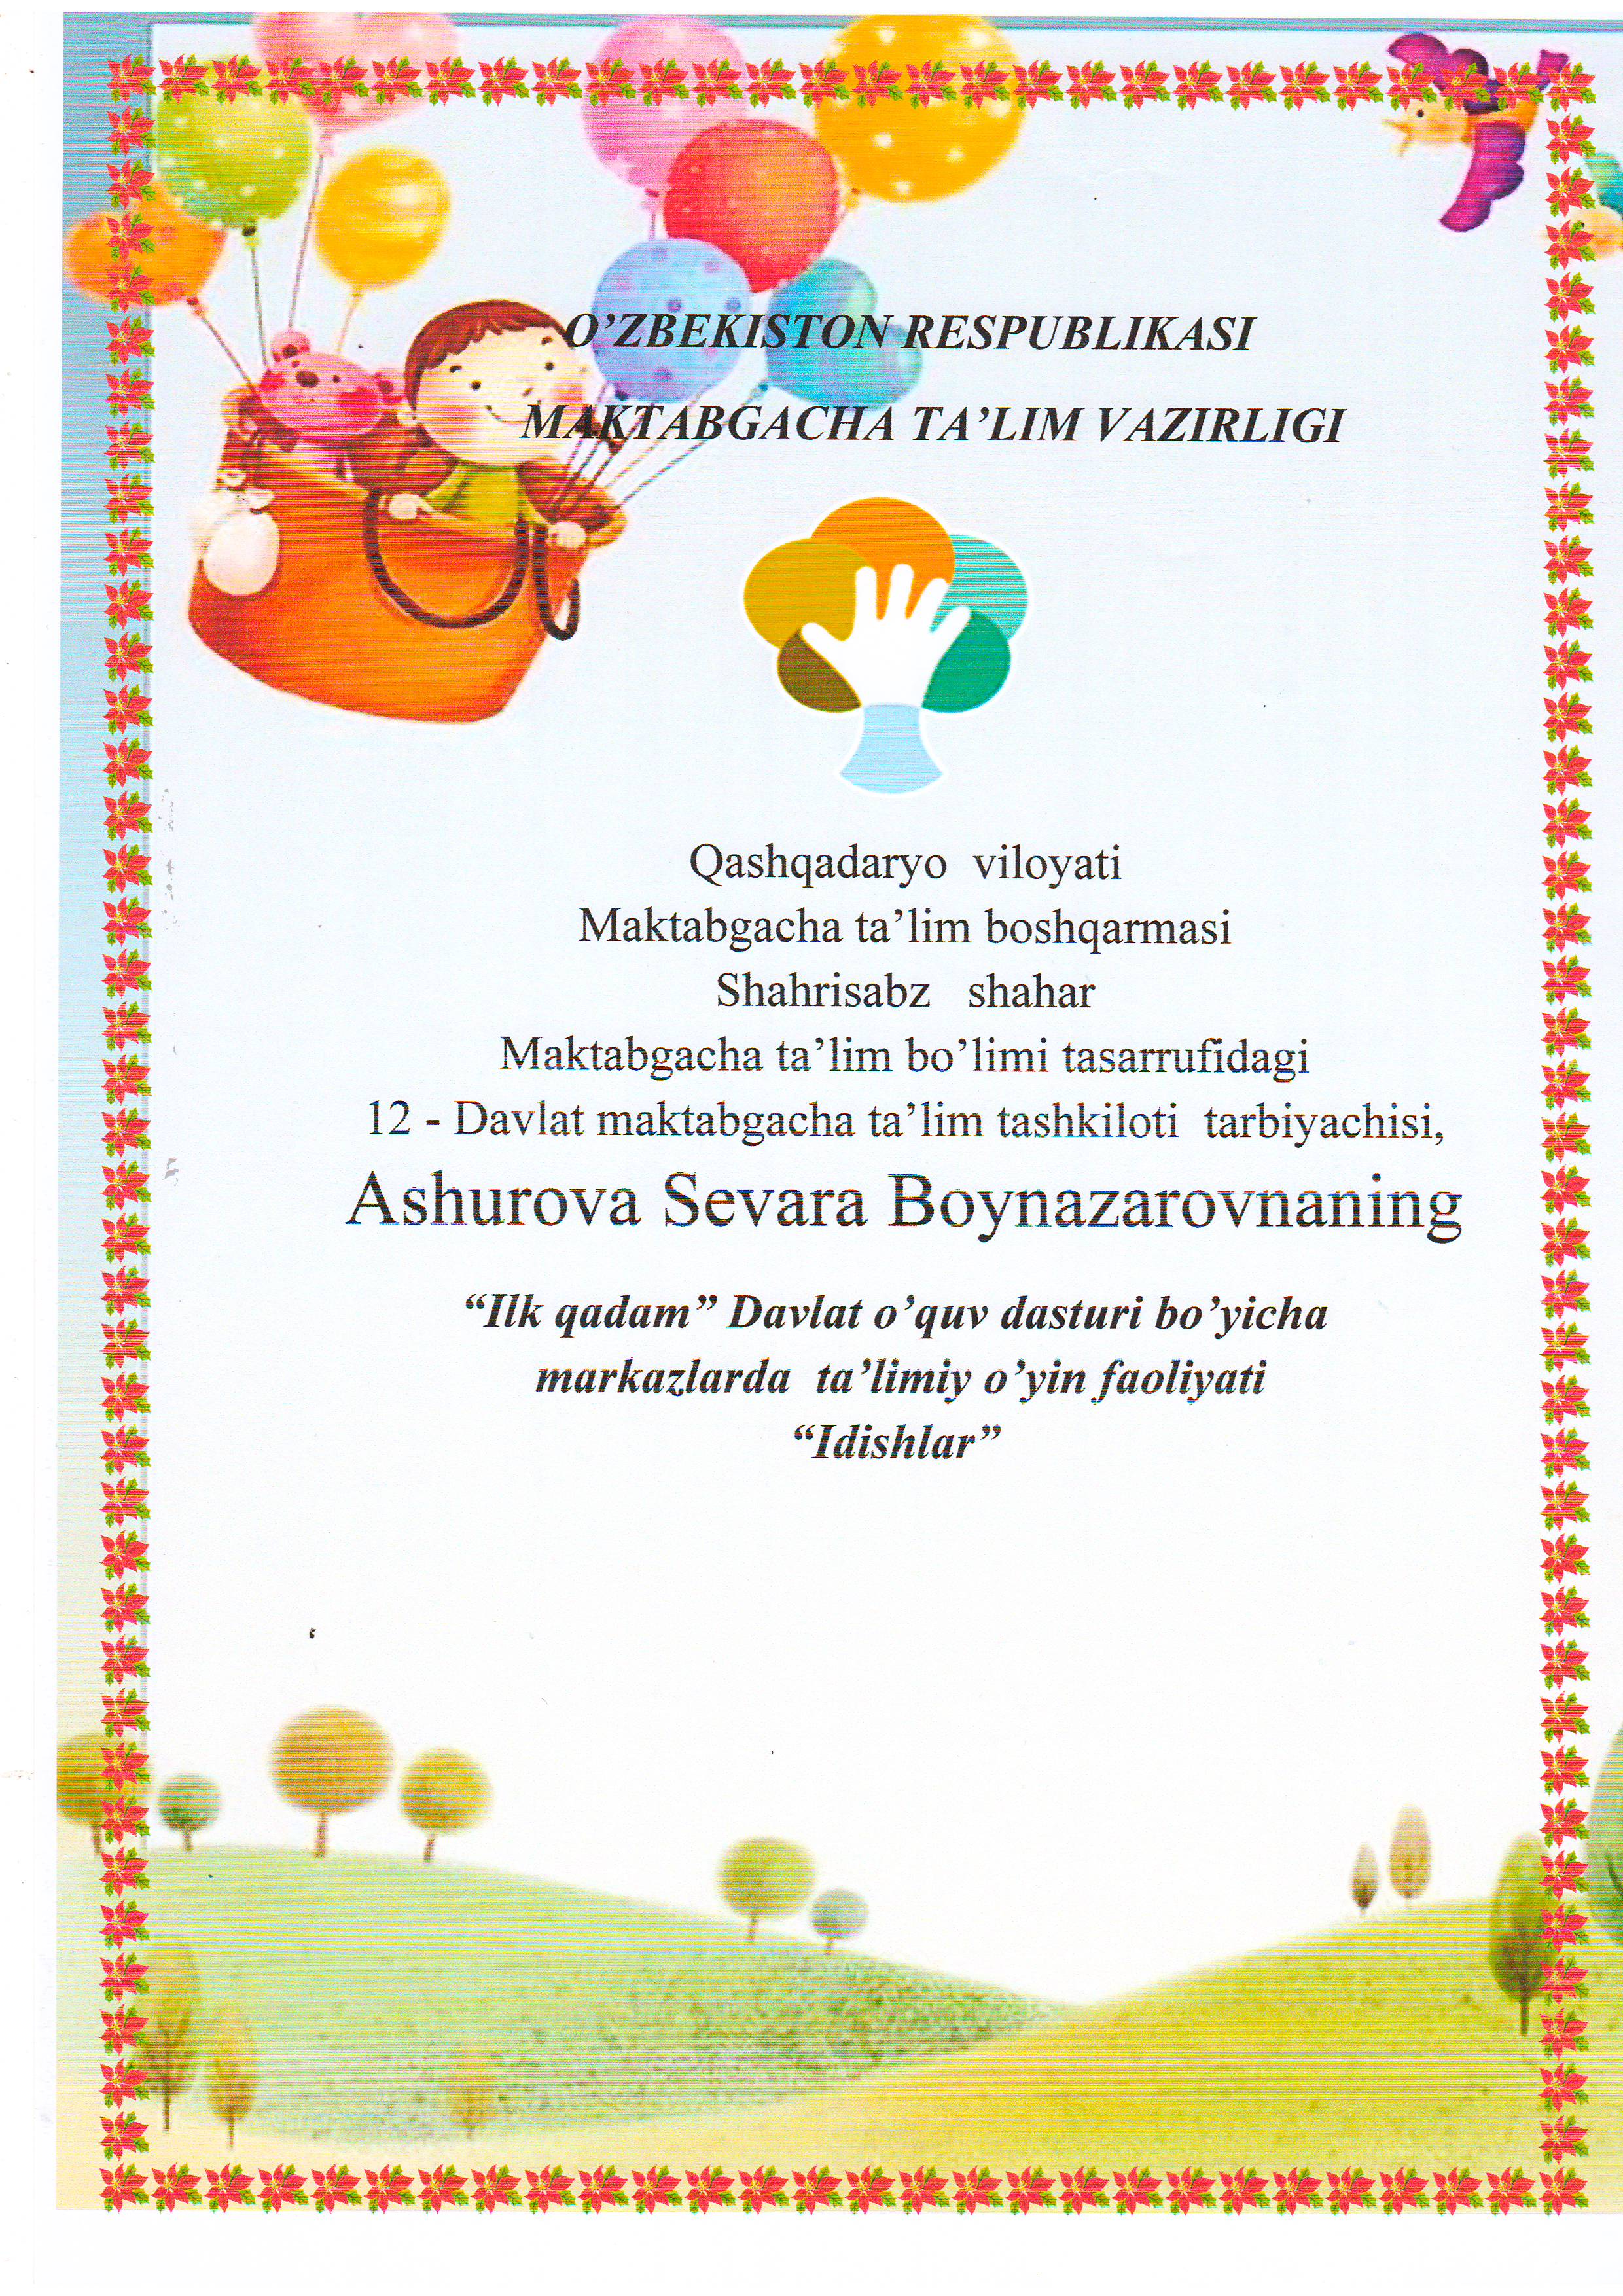 O’ZBEKISTON RESPUBLIKASI
MAKTABGACHA TA’LIM VAZIRLIGI
Qashqadaryo viloyati
Maktabgacha ta’lim boshqarmasi
Shahrisabz shahar
Maktabgacha ta’lim bo’limi tasarrufidagi
12 - Davlat maktabgacha ta’lim tashkiloti tarbiyachisi,
Ashurova Sevara Boynazarovnaning
“Ilk qadam” Davlat o’quv dasturi bo’yicha
markazlarda ta’limiy o’yin faoliyati
“Idishlar”